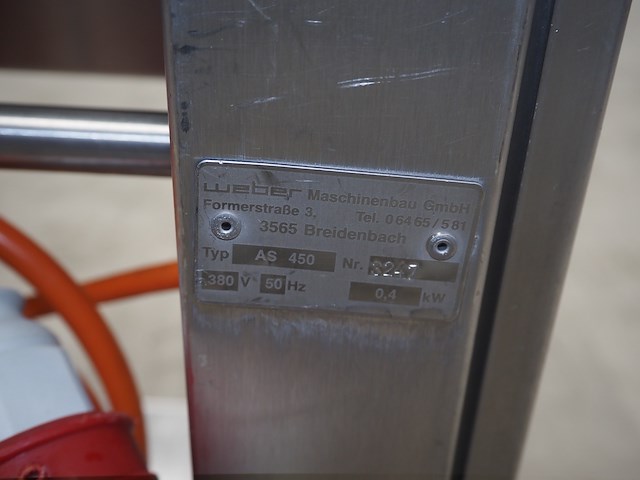 weber Maschinenbau GmbH
Formerstraße 3, Tel. 06465/581
3565 Breidenbach
Typ AS 450 Nr.
380 V 50 Hz 0,4 kW